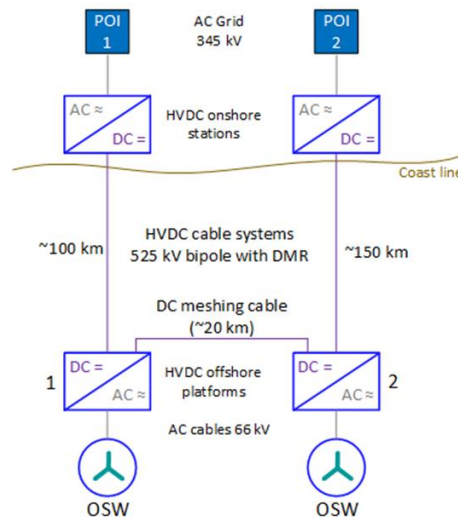 POI
1
AC Grid
345 kV
POI
2
AC ≈
DC =
HVDC onshore
stations
AC ≈
DC =
Coast line
~100 km
HVDC cable systems
525 kV bipole with DMR
~150 km
DC meshing cable
(~20 km)
1
DC =
AC ≈
HVDC offshore
platforms
DC =
AC ≈
2
AC cables 66 kV
OSW
OSW